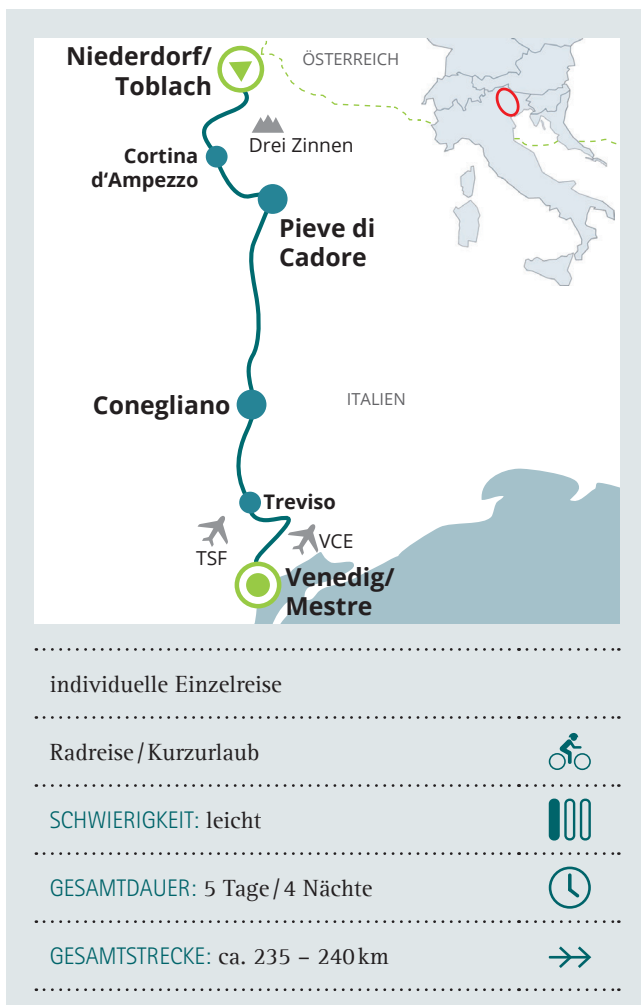 Niederdorf/
Toblach
ÖSTERREICH
Drei Zinnen
Cortina
d‘Ampezzo
Pieve di
Cadore
Conegliano
ITALIEN
Treviso
TSF
VCE
Venedig/
Mestre
individuelle Einzelreise
Radreise/Kurzurlaub
SCHWIERIGKEIT: leicht
GESAMTDAUER: 5 Tage/4 Nächte
GESAMTSTRECKE: ca. 235 – 240 km